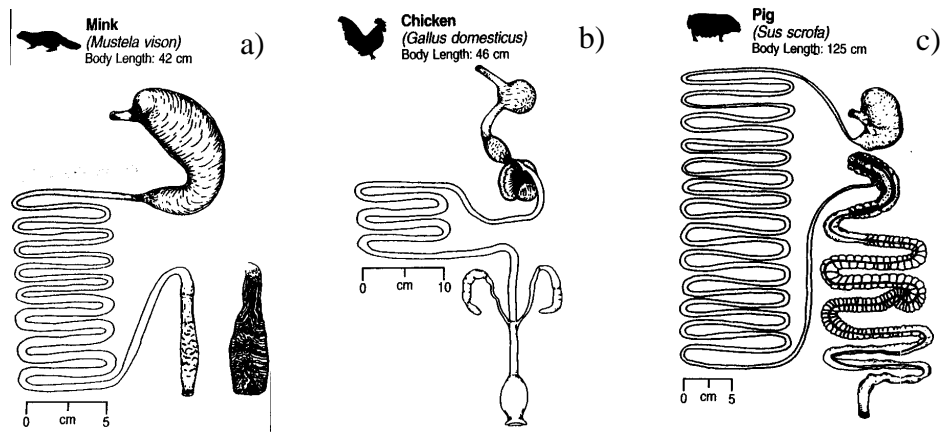 Mink
(Mustela vison)
Body Length: 42 cm
a)
Chicken
(Gallus domesticus)
Body Length: 46 cm
b)
Pig
(Sus scrofa)
Body Length: 125 cm
c)
0 cm 5
0 cm 10
0 cm 5